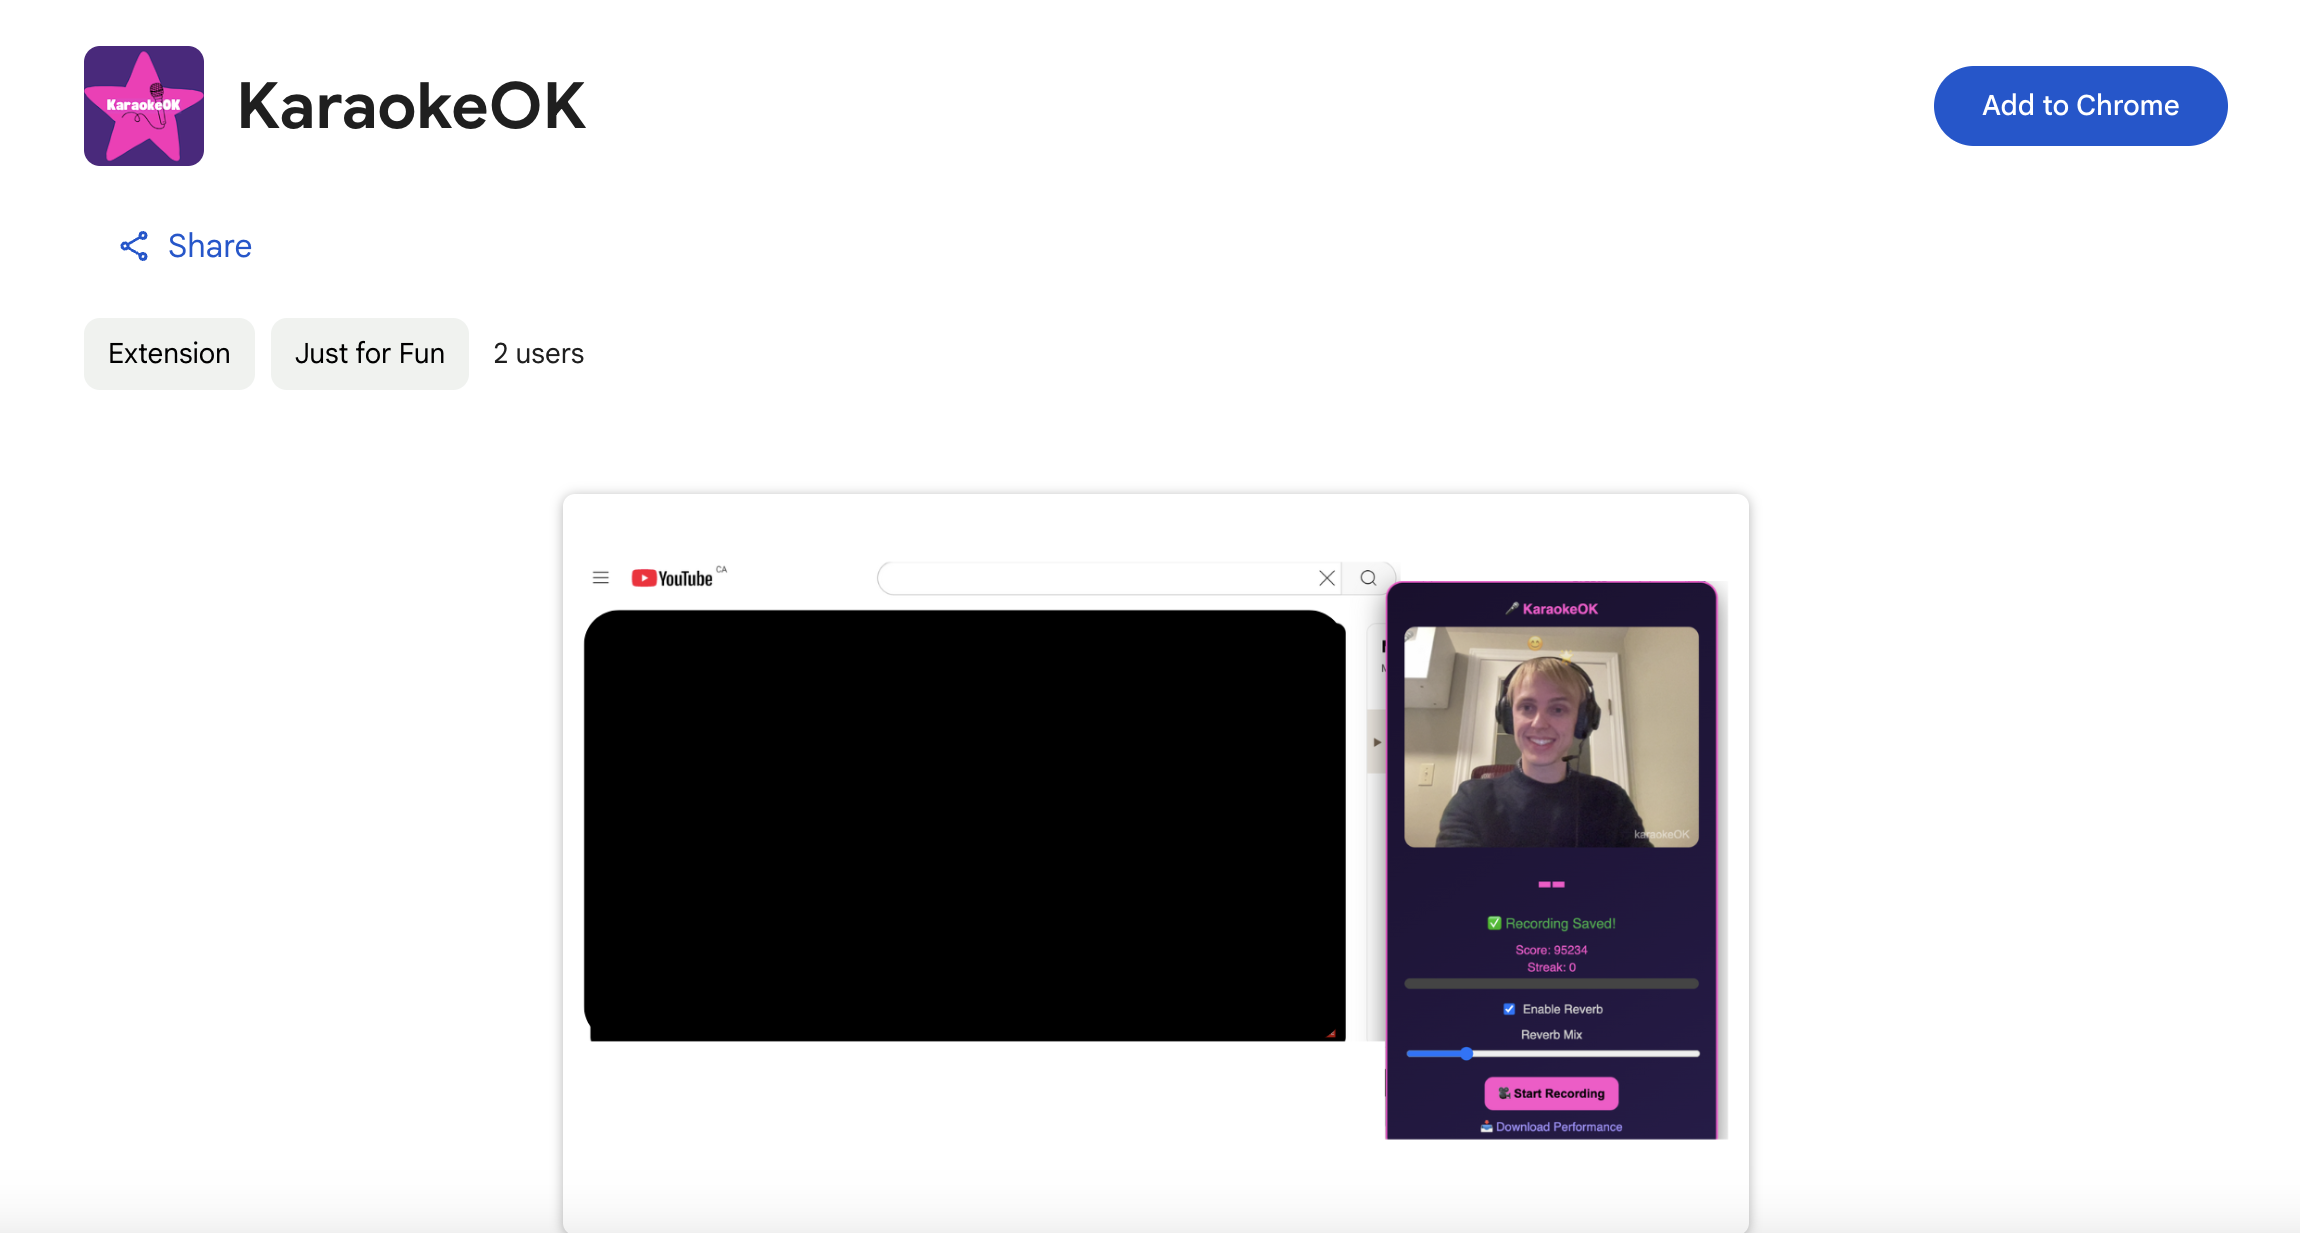 KaraokeOK
KaraokeOK
Add to Chrome
Share
Extension
Just for Fun
2 users
YouTube CA
🎤 KaraokeOK
karaokeOK
--
✅ Recording Saved!
Score: 95234
Streak: 0
Enable Reverb
Reverb Mix
🎥 Start Recording
📥 Download Performance